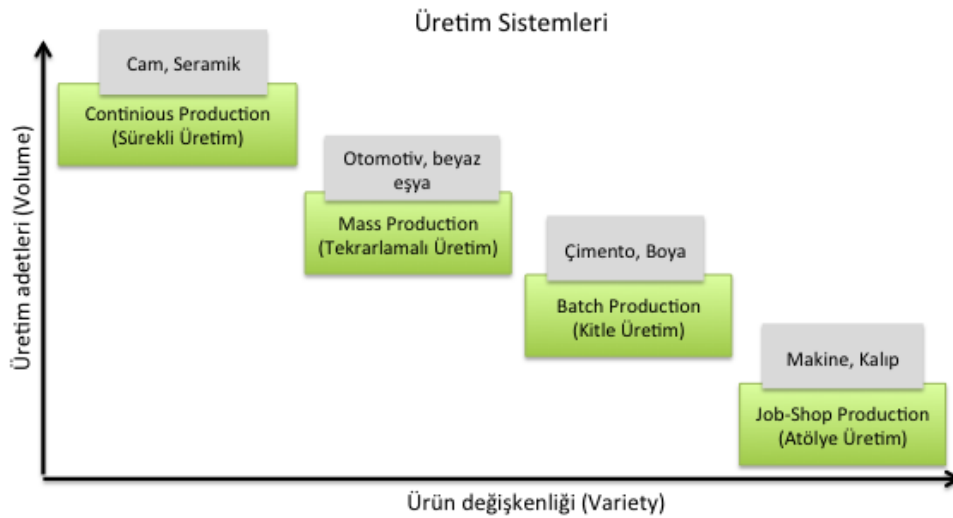 Üretim Sistemleri
Üretim adetleri (Volume)
Cam, Seramik
Continious Production
(Sürekli Üretim)
Otomotiv, beyaz
eşya
Mass Production
(Tekrarlamalı Üretim)
Çimento, Boya
Batch Production
(Kitle Üretim)
Makine, Kalıp
Job-Shop Production
(Atölye Üretim)
Ürün değişkenliği (Variety)